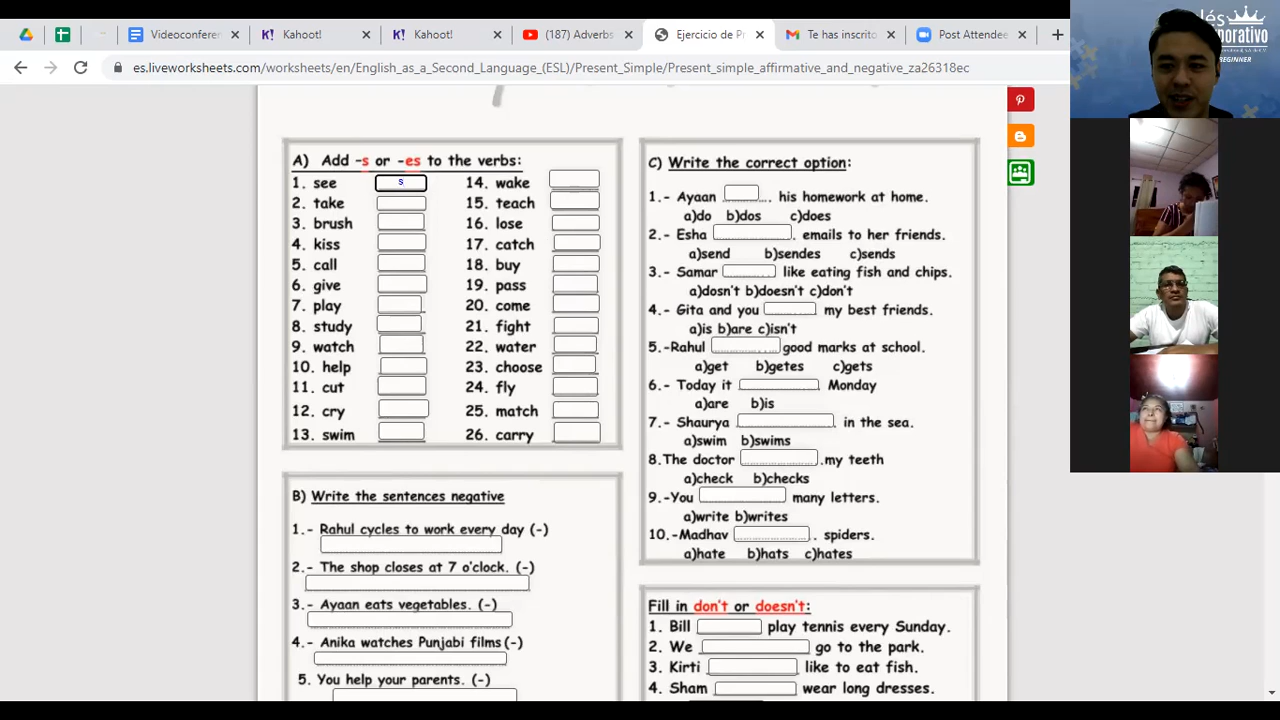 Videoconferen
Kahoot!
Kahoot!
(187) Adverbs
Ejercicio de Pr
Te has inscrito
Post Attendee
es.liveworksheets.com/worksheets/en/English_as_a_Second_Language_(ESL)/Present_Simple/Present_simple_affirmative_and_negative_za26318ec
A) Add -s or -es to the verbs:
1. see s
2. take
3. brush
4. kiss
5. call
6. give
7. play
8. study
9. watch
10. help
11. cut
12. cry
13. swim
14. wake
15. teach
16. lose
17. catch
18. buy
19. pass
20. come
21. fight
22. water
23. choose
24. fly
25. match
26. carry
B) Write the sentences negative
1.- Rahul cycles to work every day (-)
2.- The shop closes at 7 o'clock. (-)
3.- Ayaan eats vegetables. (-)
4.- Anika watches Punjabi films (-)
5. You help your parents. (-)
C) Write the correct option:
1.- Ayaan his homework at home.
a)do b)dos c)does
2.- Esha emails to her friends.
a)send b)sendes c)sends
3.- Samar like eating fish and chips.
a)dosn't b)doesn't c)don't
4.- Gita and you my best friends.
a)is b)are c)isn't
5.-Rahul good marks at school.
a)get b)getes c)gets
6.- Today it Monday
a)are b)is
7.- Shaurya in the sea.
a)swim b)swims
8.The doctor my teeth
a)check b)checks
9.-You many letters.
a)write b)writes
10.-Madhav spiders.
a)hate b)hats c)hates
Fill in don't or doesn't:
1. Bill play tennis every Sunday.
2. We go to the park.
3. Kirti like to eat fish.
4. Sham wear long dresses.